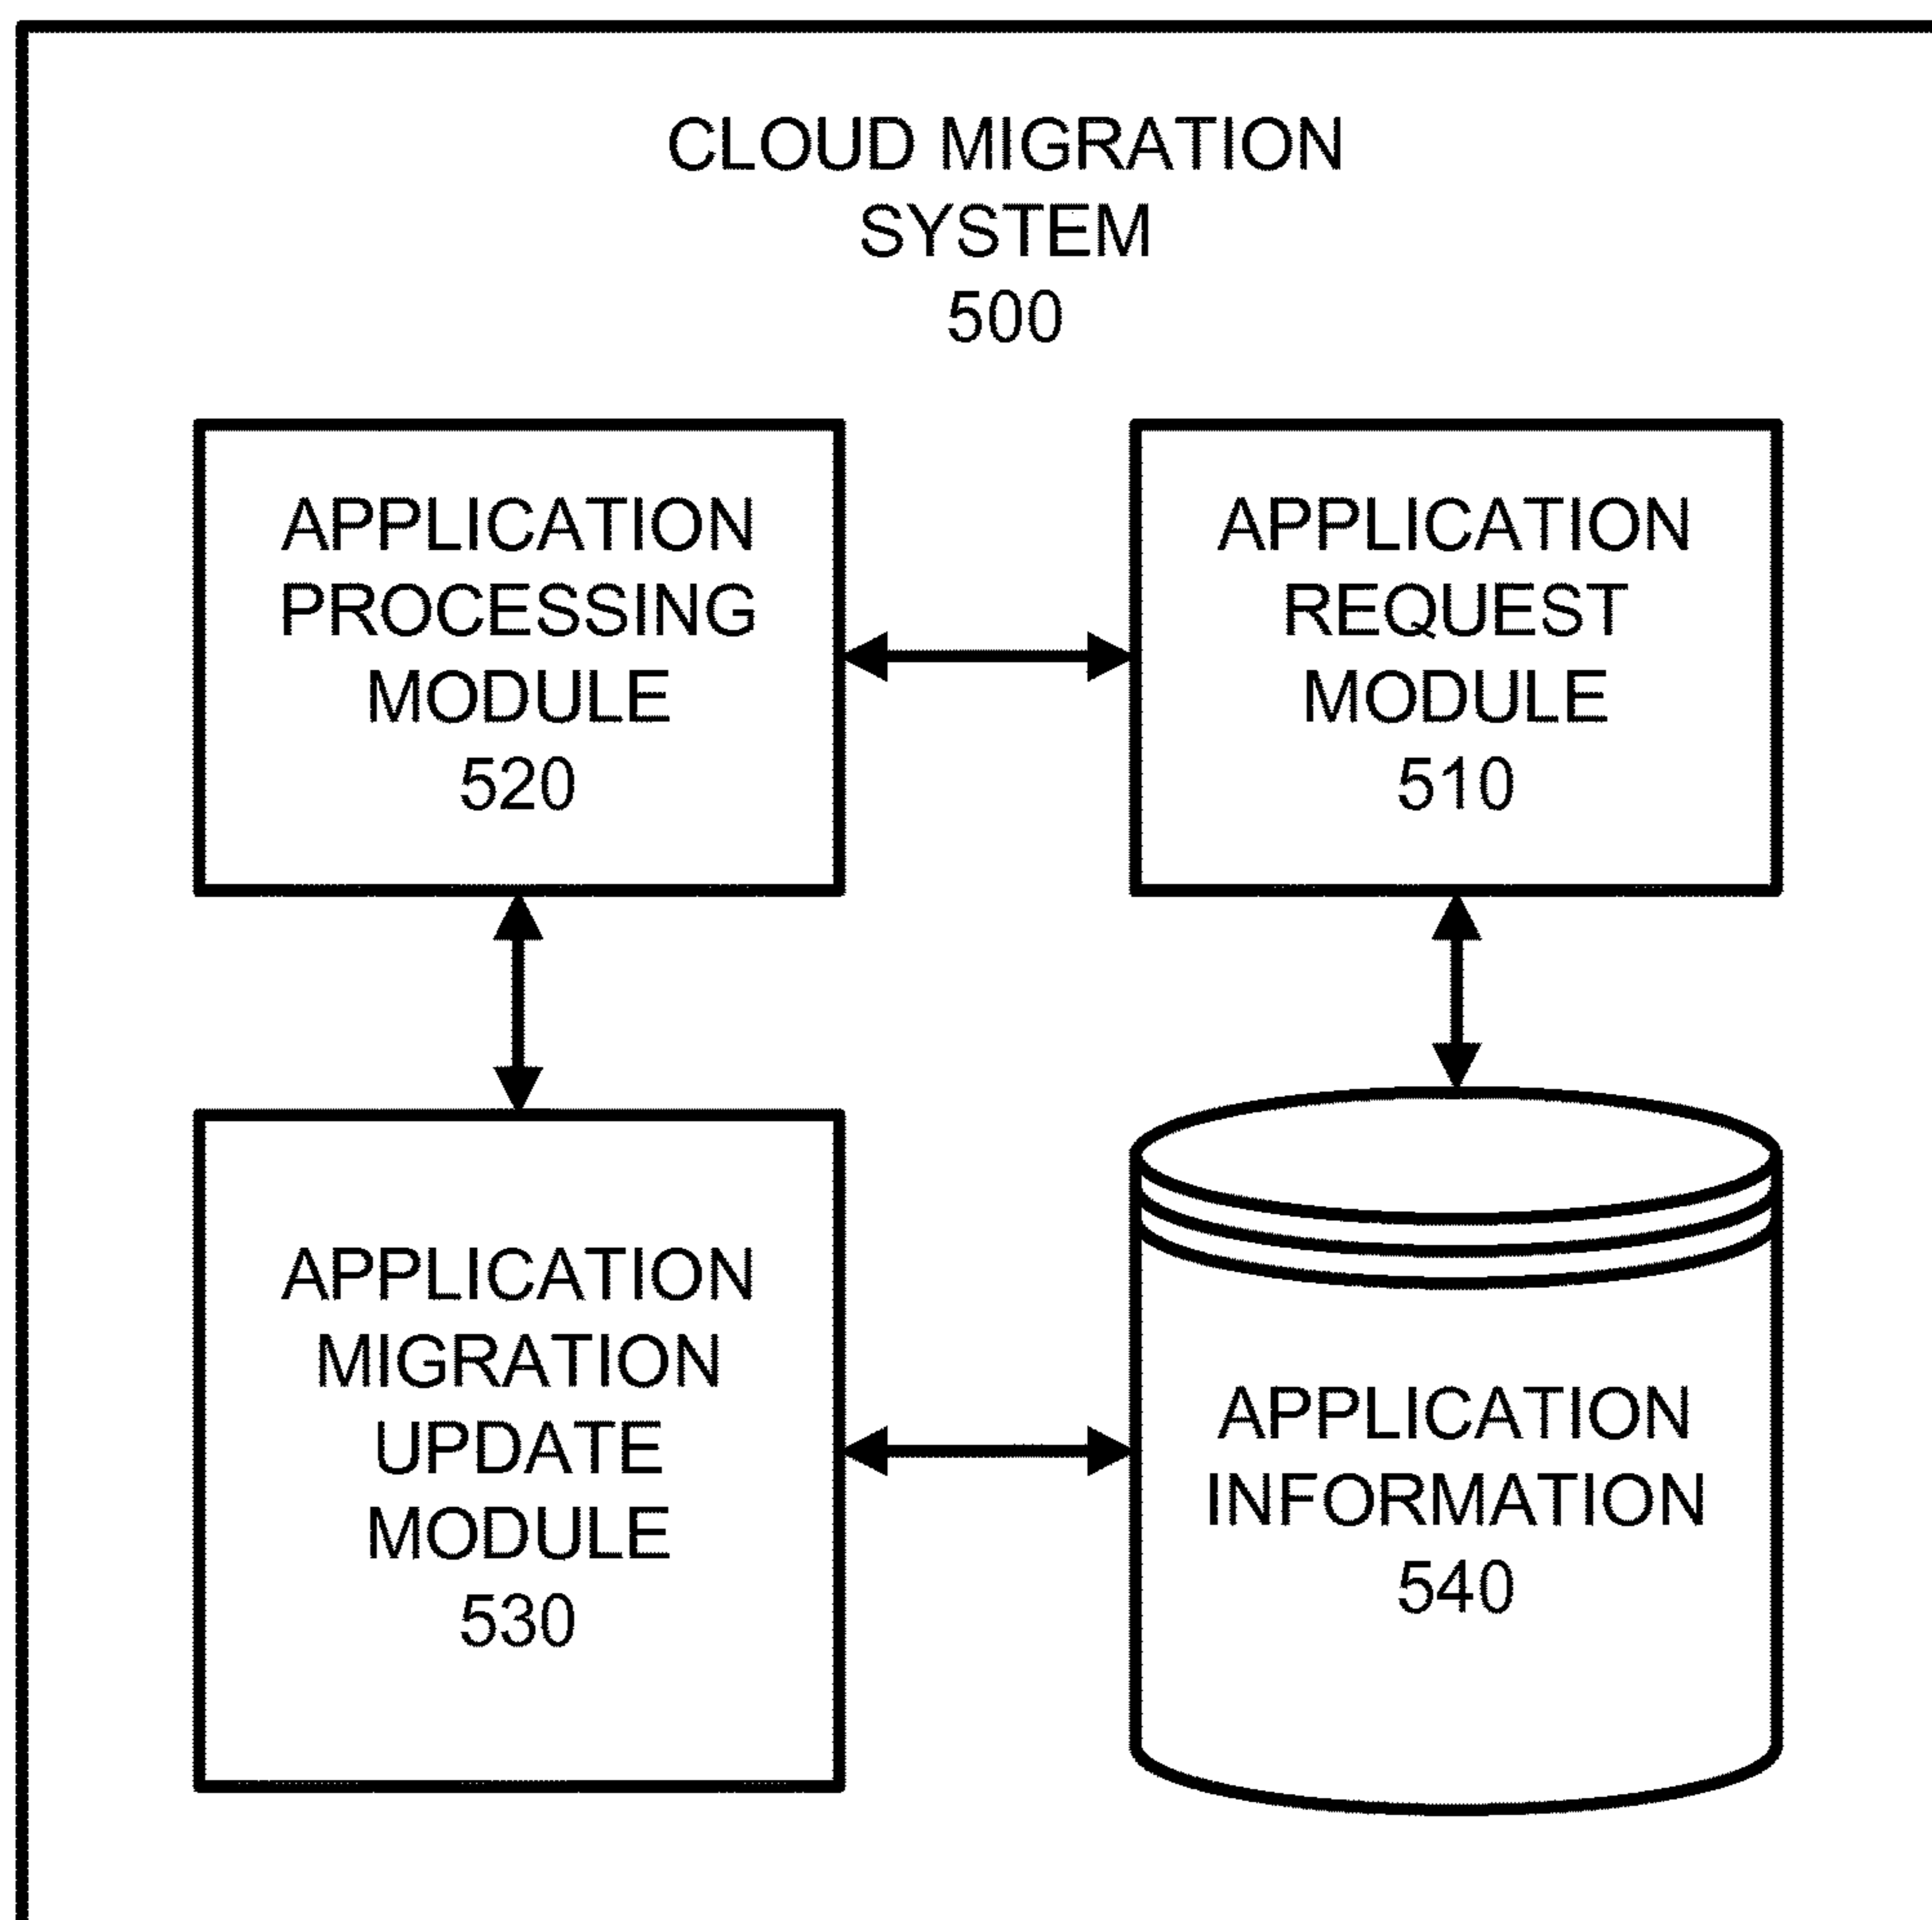 CLOUD MIGRATION
SYSTEM
500
APPLICATION
PROCESSING
MODULE
520
APPLICATION
REQUEST
MODULE
510
APPLICATION
MIGRATION
UPDATE
MODULE
530
APPLICATION
INFORMATION
540